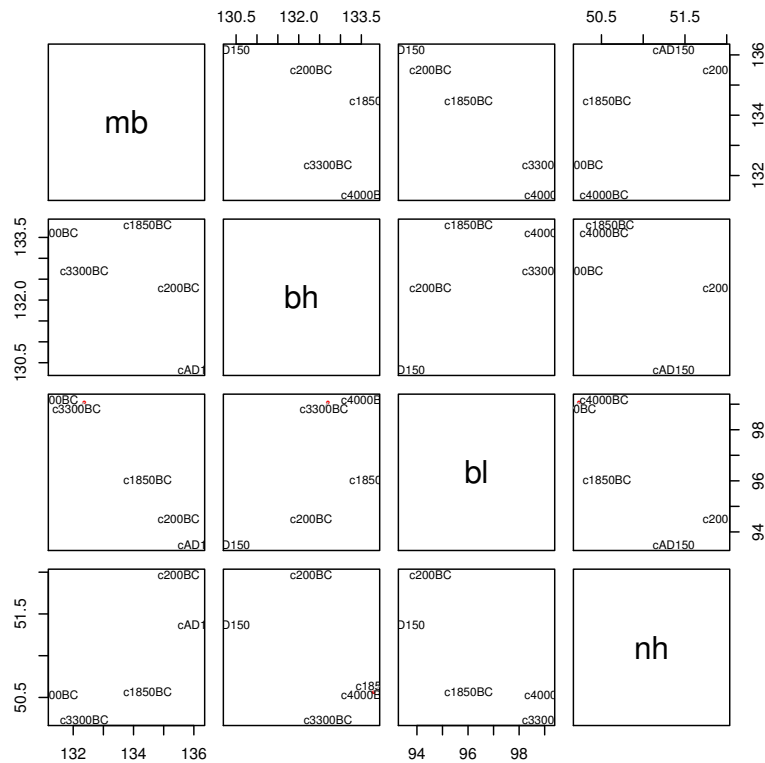 130.5 132.0 133.5 50.5 51.5
mb
D150 c200BC c1850 c3300BC c4000B
D150 c200BC c1850BC c3300 c4000
cAD150 c200 c1850BC 00BC c4000BC
136 134 132
133.5 132.0 130.5
00BC c1850BC c3300BC c200BC cAD1
bh
c1850BC c4000 c3300 c200BC D150
c1850BC c4000BC 00BC c200 cAD150
00BC c3300BC c1850BC c200BC cAD1
c4000B c3300BC c1850 c200BC D150
bl
c4000BC 0BC c1850BC c200 cAD150
98 96 94
51.5 50.5
c200BC cAD1 c1850BC 00BC c3300BC
c200BC D150 c185 c4000B c3300BC
c200BC D150 c1850BC c4000 c3300
nh
132 134 136 94 96 98